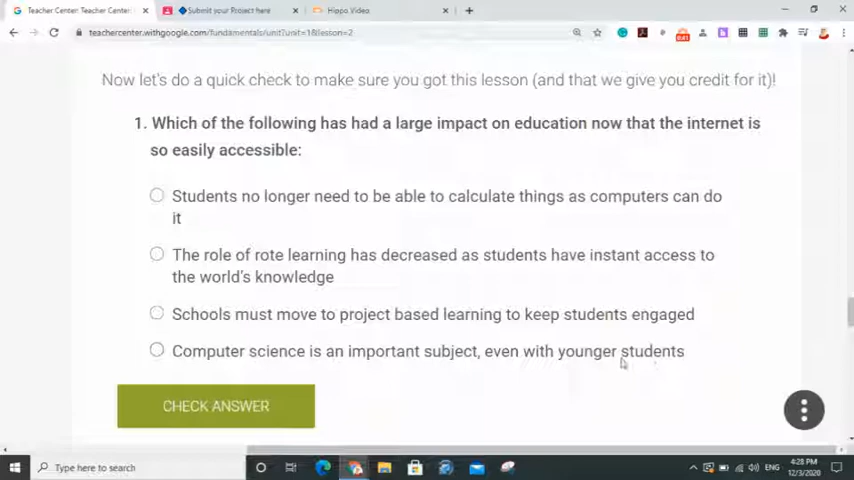 Teacher Center: Teacher Center:
Submit your Project here
Hippo Video
teachercenter.withgoogle.com/fundamentals/unit?unit=1&lesson=2
Now let's do a quick check to make sure you got this lesson (and that we give you credit for it)!
1. Which of the following has had a large impact on education now that the internet is
so easily accessible:
Students no longer need to be able to calculate things as computers can do
it
The role of rote learning has decreased as students have instant access to
the world's knowledge
Schools must move to project based learning to keep students engaged
Computer science is an important subject, even with younger students
CHECK ANSWER
Type here to search
ENG
4:28 PM
12/3/2020